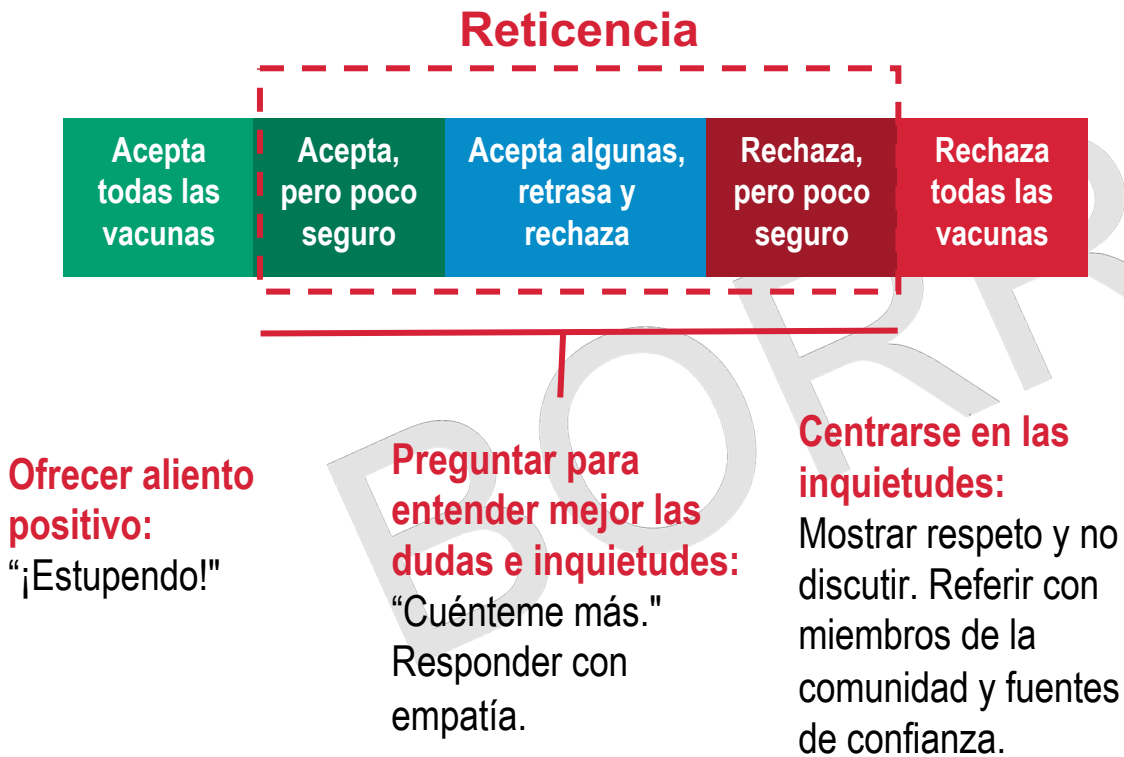 Reticencia
Acepta
todas las
vacunas
Acepta,
pero poco
seguro
Acepta algunas,
retrasa y
rechaza
Rechaza,
pero poco
seguro
Rechaza
todas las
vacunas
Ofrecer aliento
positivo:
“¡Estupendo!"
Preguntar para
entender mejor las
dudas e inquietudes:
“Cuénteme más."
Responder con
empatía.
Centrarse en las
inquietudes:
Mostrar respeto y no
discutir. Referir con
miembros de la
comunidad y fuentes
de confianza.
BORR